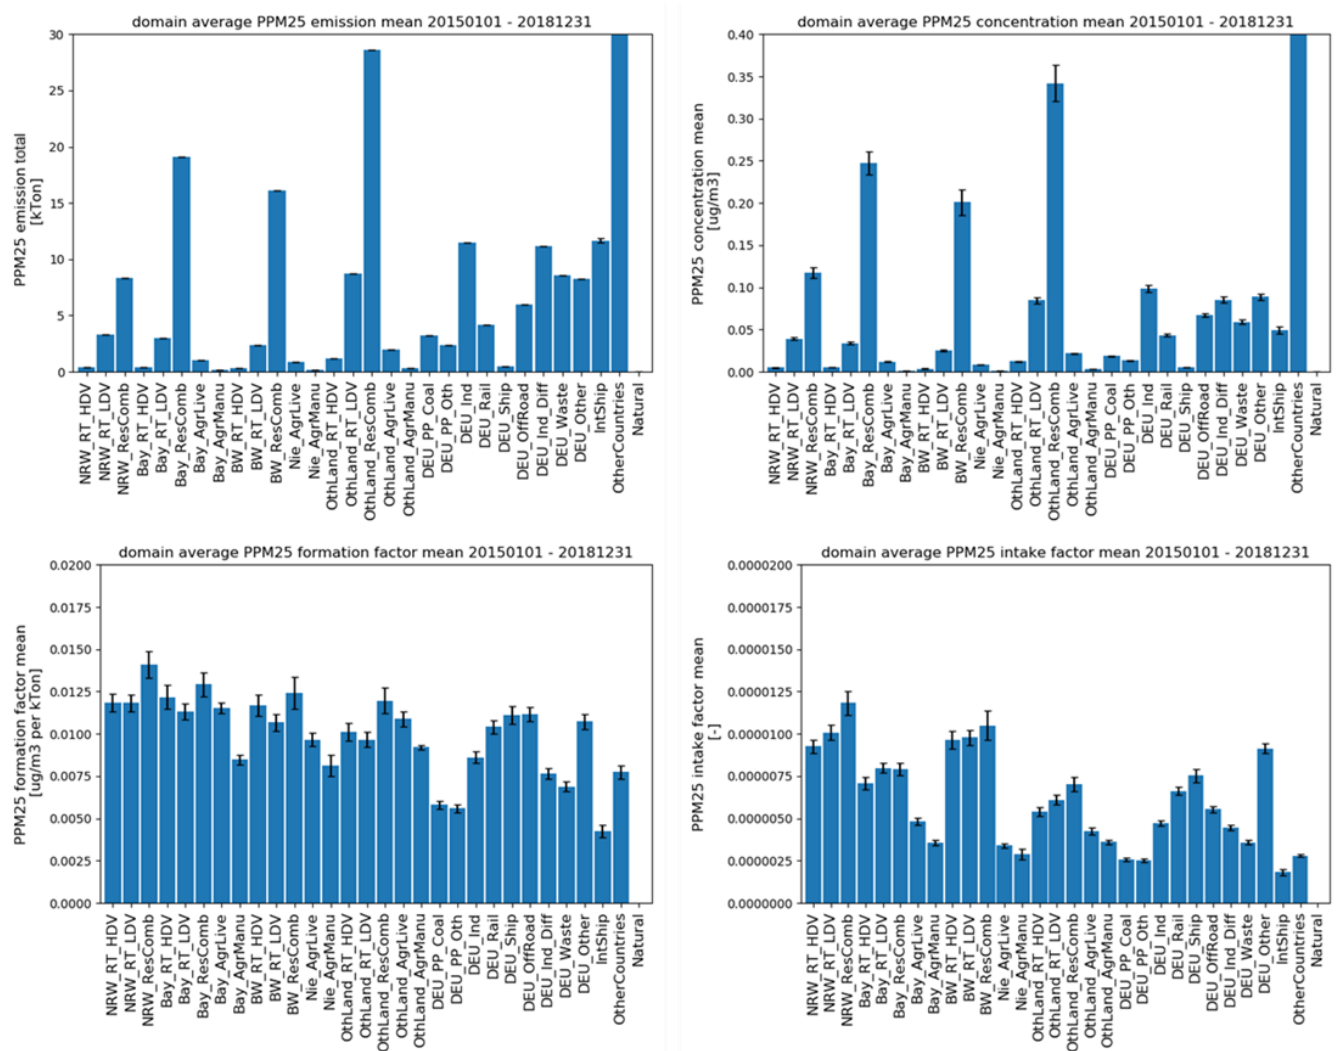 domain average PPM25 emission mean 20150101 - 20181231
PPM25 emission total
[kTon]
30
25
20
15
10
5
0
NRW_RT_HDV
NRW_RT_LDV
NRW_ResComb
Bay_RT_HDV
Bay_RT_LDV
Bay_ResComb
Bay_AgrLive
Bay_AgrManu
BW_RT_HDV
BW_RT_LDV
BW_ResComb
Nie_AgrLive
Nie_AgrManu
OthLand_RT_HDV
OthLand_RT_LDV
OthLand_ResComb
OthLand_AgrLive
OthLand_AgrManu
DEU_PP_Coal
DEU_PP_Oth
DEU_Ind
DEU_Rail
DEU_Ship
DEU_OffRoad
DEU_Ind_Diff
DEU_Waste
DEU_Other
IntShip
OtherCountries
Natural
domain average PPM25 concentration mean 20150101 - 20181231
PPM25 concentration mean
[ug/m3]
0.40
0.35
0.30
0.25
0.20
0.15
0.10
0.05
0.00
NRW_RT_HDV
NRW_RT_LDV
NRW_ResComb
Bay_RT_HDV
Bay_RT_LDV
Bay_ResComb
Bay_AgrLive
Bay_AgrManu
BW_RT_HDV
BW_RT_LDV
BW_ResComb
Nie_AgrLive
Nie_AgrManu
OthLand_RT_HDV
OthLand_RT_LDV
OthLand_ResComb
OthLand_AgrLive
OthLand_AgrManu
DEU_PP_Coal
DEU_PP_Oth
DEU_Ind
DEU_Rail
DEU_Ship
DEU_OffRoad
DEU_Ind_Diff
DEU_Waste
DEU_Other
IntShip
OtherCountries
Natural
domain average PPM25 formation factor mean 20150101 - 20181231
PPM25 formation factor mean
[ug/m3 per kTon]
0.0200
0.0175
0.0150
0.0125
0.0100
0.0075
0.0050
0.0025
0.0000
NRW_RT_HDV
NRW_RT_LDV
NRW_ResComb
Bay_RT_HDV
Bay_RT_LDV
Bay_ResComb
Bay_AgrLive
Bay_AgrManu
BW_RT_HDV
BW_RT_LDV
BW_ResComb
Nie_AgrLive
Nie_AgrManu
OthLand_RT_HDV
OthLand_RT_LDV
OthLand_ResComb
OthLand_AgrLive
OthLand_AgrManu
DEU_PP_Coal
DEU_PP_Oth
DEU_Ind
DEU_Rail
DEU_Ship
DEU_OffRoad
DEU_Ind_Diff
DEU_Waste
DEU_Other
IntShip
OtherCountries
Natural
domain average PPM25 intake factor mean 20150101 - 20181231
PPM25 intake factor mean
[-]
0.0000200
0.0000175
0.0000150
0.0000125
0.0000100
0.0000075
0.0000050
0.0000025
0.0000000
NRW_RT_HDV
NRW_RT_LDV
NRW_ResComb
Bay_RT_HDV
Bay_RT_LDV
Bay_ResComb
Bay_AgrLive
Bay_AgrManu
BW_RT_HDV
BW_RT_LDV
BW_ResComb
Nie_AgrLive
Nie_AgrManu
OthLand_RT_HDV
OthLand_RT_LDV
OthLand_ResComb
OthLand_AgrLive
OthLand_AgrManu
DEU_PP_Coal
DEU_PP_Oth
DEU_Ind
DEU_Rail
DEU_Ship
DEU_OffRoad
DEU_Ind_Diff
DEU_Waste
DEU_Other
IntShip
OtherCountries
Natural